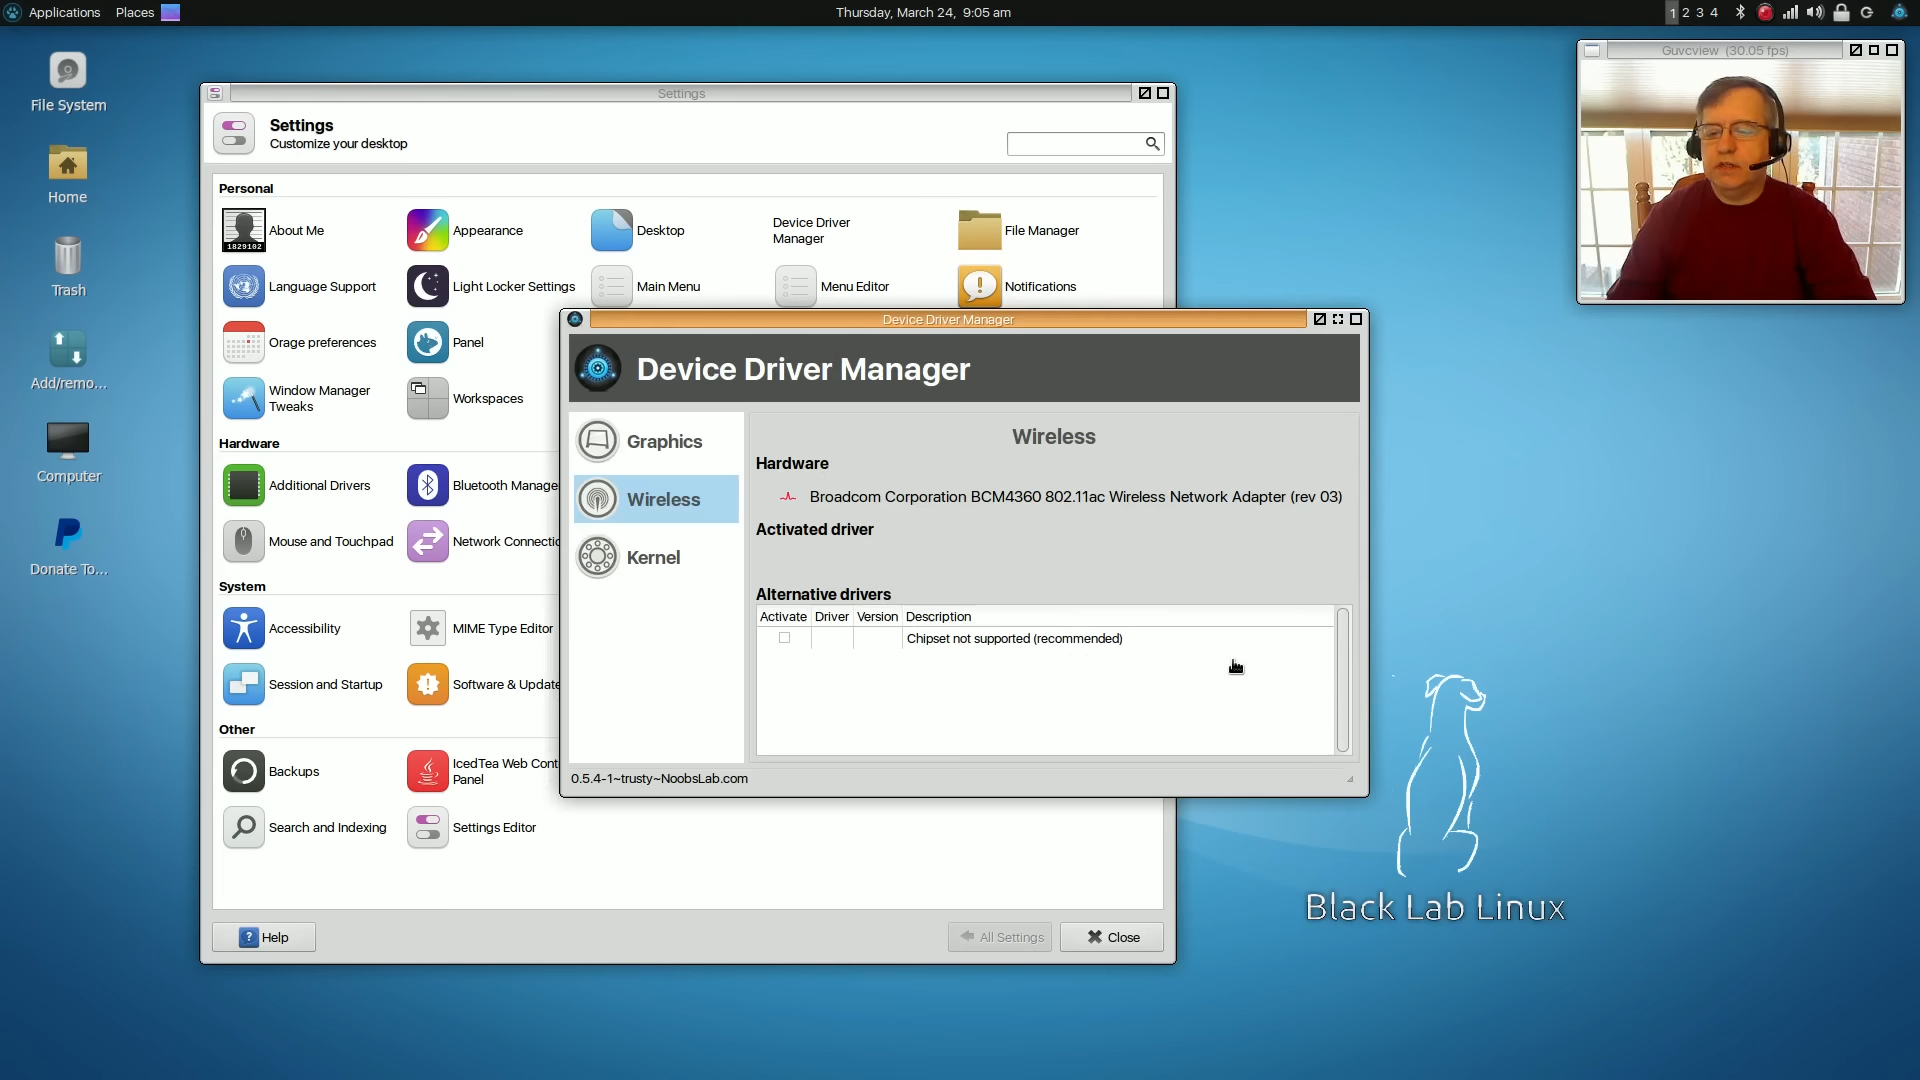 Applications Places
Thursday, March 24, 9:05 am
1 2 3 4
File System
Home
Trash
Add/remo...
Computer
Donate To...
Guvcview (30.05 fps)
Settings
Settings
Customize your desktop
Personal
About Me
1829102
Appearance
Desktop
Device Driver
Manager
File Manager
Language Support
Light Locker Settings
Main Menu
Menu Editor
Notifications
Orage preferences
Panel
Window Manager
Tweaks
Workspaces
Hardware
Additional Drivers
Bluetooth Manage
Mouse and Touchpad
Network Connectio
System
Accessibility
MIME Type Editor
Session and Startup
Software & Update
Other
Backups
IcedTea Web Cont
Panel
Search and Indexing
Settings Editor
Help
All Settings
Close
Device Driver Manager
Device Driver Manager
Graphics
Wireless
Kernel
Wireless
Hardware
Broadcom Corporation BCM4360 802.11ac Wireless Network Adapter (rev 03)
Activated driver
Alternative drivers
Activate Driver Version Description
Chipset not supported (recommended)
0.5.4-1~trusty~NoobsLab.com
Black Lab Linux